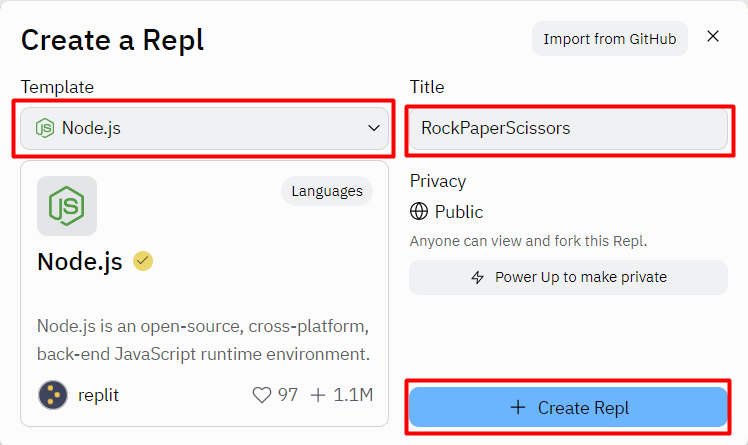 Create a Repl
Import from GitHub
Template
Node.js
Languages
JS
Node.js
Node.js is an open-source, cross-platform,
back-end JavaScript runtime environment.
replit
97
1.1M
Title
RockPaperScissors
Privacy
Public
Anyone can view and fork this Repl.
Power Up to make private
Create Repl